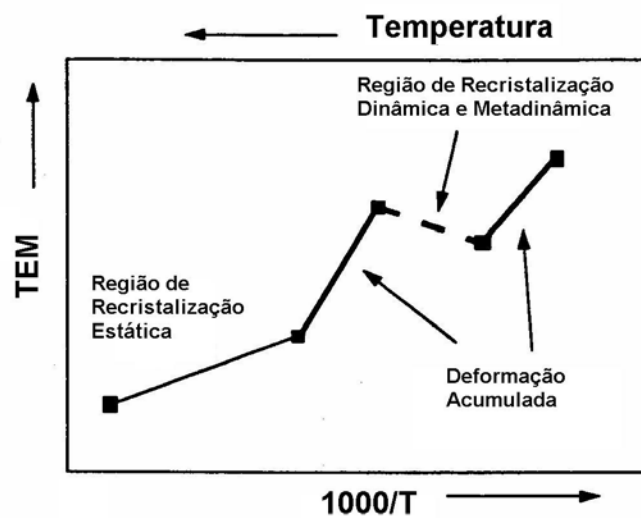 Temperatura
Região de Recristalização
Dinâmica e Metadinâmica
TEM
Região de
Recristalização
Estática
Deformação
Acumulada
1000/T